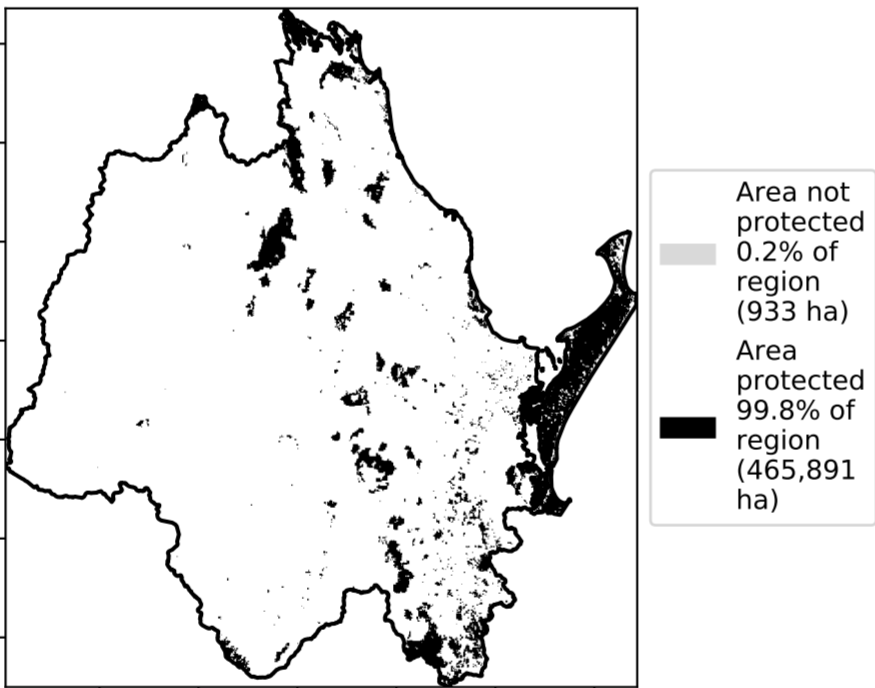 Area not
protected
0.2% of
region
(933 ha)
Area
protected
99.8% of
region
(465,891
ha)